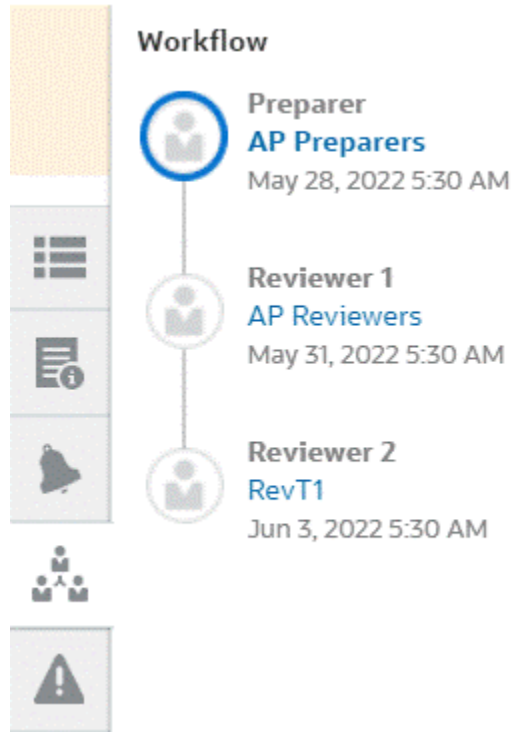 Workflow
Preparer
AP Preparers
May 28, 2022 5:30 AM
Reviewer 1
AP Reviewers
May 31, 2022 5:30 AM
Reviewer 2
RevT1
Jun 3, 2022 5:30 AM